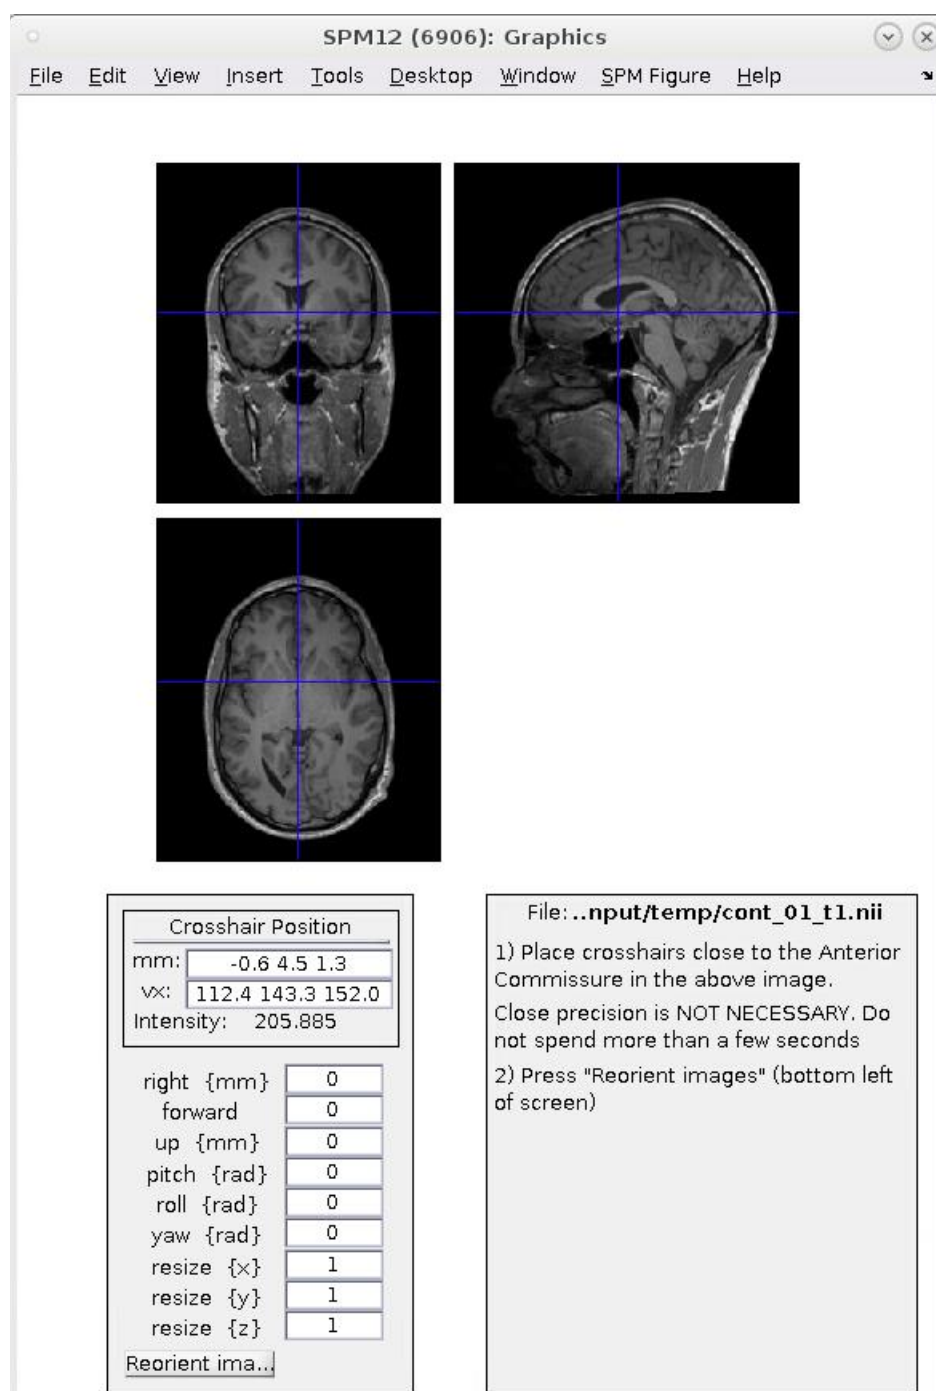 SPM12 (6906): Graphics
File Edit View Insert Tools Desktop Window SPM Figure Help
Crosshair Position
mm: -0.6 4.5 1.3
vx: 112.4 143.3 152.0
Intensity: 205.885
right {mm} 0
forward 0
up {mm} 0
pitch {rad} 0
roll {rad} 0
yaw {rad} 0
resize {x} 1
resize {y} 1
resize {z} 1
Reorient ima...
File: ..nput/temp/cont_01_t1.nii
1) Place crosshairs close to the Anterior
Commissure in the above image.
Close precision is NOT NECESSARY. Do
not spend more than a few seconds
2) Press "Reorient images" (bottom left
of screen)